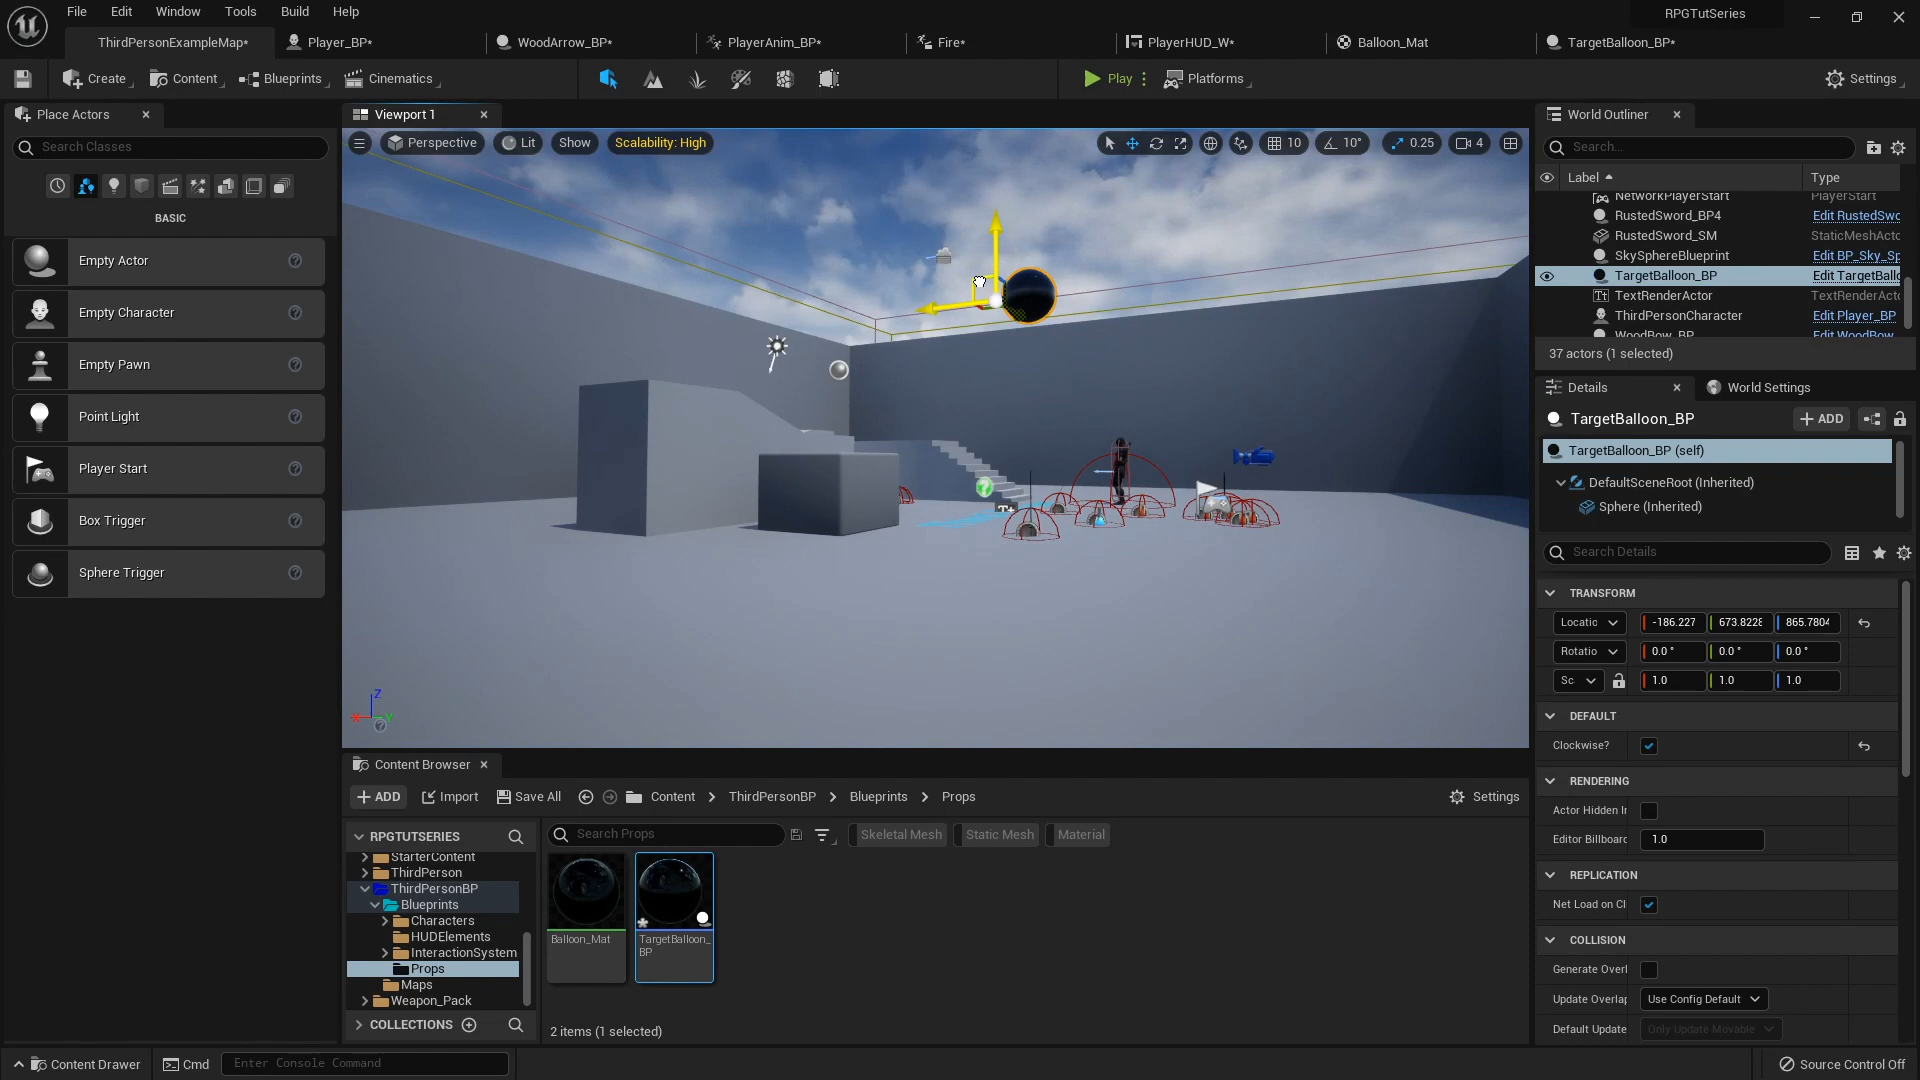 File Edit Window Tools Build Help
RPGTutSeries
ThirdPersonExampleMap*
Player_BP*
WoodArrow_BP*
PlayerAnim_BP*
Fire*
PlayerHUD_W*
Balloon_Mat
TargetBalloon_BP*
Create
Content
Blueprints
Cinematics
Play
Platforms
Settings
Place Actors
Search Classes
BASIC
Empty Actor
Empty Character
Empty Pawn
Point Light
Player Start
Box Trigger
Sphere Trigger
Viewport 1
Perspective
Lit
Show
Scalability: High
10
10°
0.25
4
Z
X
Y
World Outliner
Search...
Label
Type
NetworkPlayerStart PlayerStart
RustedSword_BP4 Edit RustedSwo
RustedSword_SM StaticMeshActo
SkySphereBlueprint Edit BP_Sky_Sp
TargetBalloon_BP Edit TargetBallo
TextRenderActor TextRenderActo
ThirdPersonCharacter Edit Player_BP
WoodBow_BP Edit WoodBow
37 actors (1 selected)
Details
World Settings
TargetBalloon_BP
ADD
TargetBalloon_BP (self)
DefaultSceneRoot (Inherited)
Sphere (Inherited)
Search Details
TRANSFORM
Locatio -186.227 673.8228 865.7804
Rotatio 0.0 ° 0.0 ° 0.0 °
Sc 1.0 1.0 1.0
DEFAULT
Clockwise?
RENDERING
Actor Hidden In
Editor Billboard 1.0
REPLICATION
Net Load on Cl
COLLISION
Generate Overl
Update Overlap Use Config Default
Default Update Only Update Movable
Content Browser
ADD
Import
Save All
Content
ThirdPersonBP
Blueprints
Props
Settings
RPGTUTSERIES
StarterContent
ThirdPerson
ThirdPersonBP
Blueprints
Characters
HUDElements
InteractionSystem
Props
Maps
Weapon_Pack
COLLECTIONS
Search Props
Skeletal Mesh
Static Mesh
Material
Balloon_Mat
TargetBalloon_
BP
2 items (1 selected)
Content Drawer
Cmd
Enter Console Command
Source Control Off